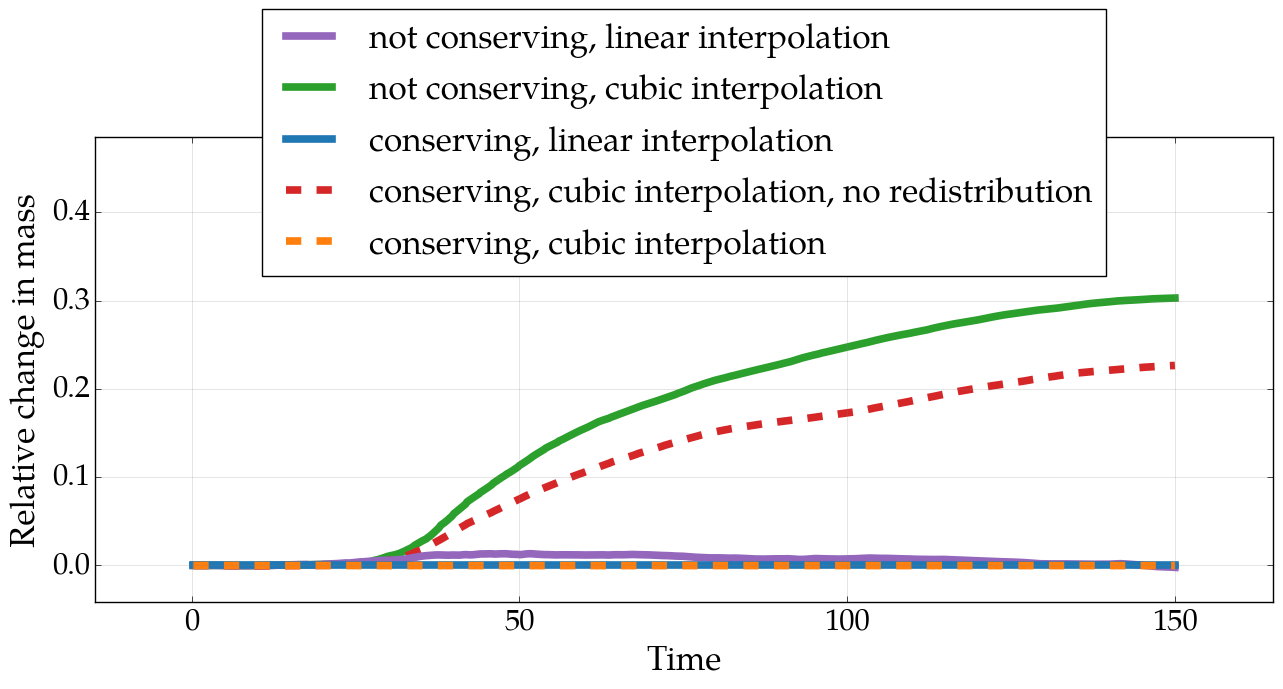 not conserving, linear interpolation
not conserving, cubic interpolation
conserving, linear interpolation
conserving, cubic interpolation, no redistribution
conserving, cubic interpolation
Relative change in mass
0.4
0.3
0.2
0.1
0.0
0 50 100 150
Time